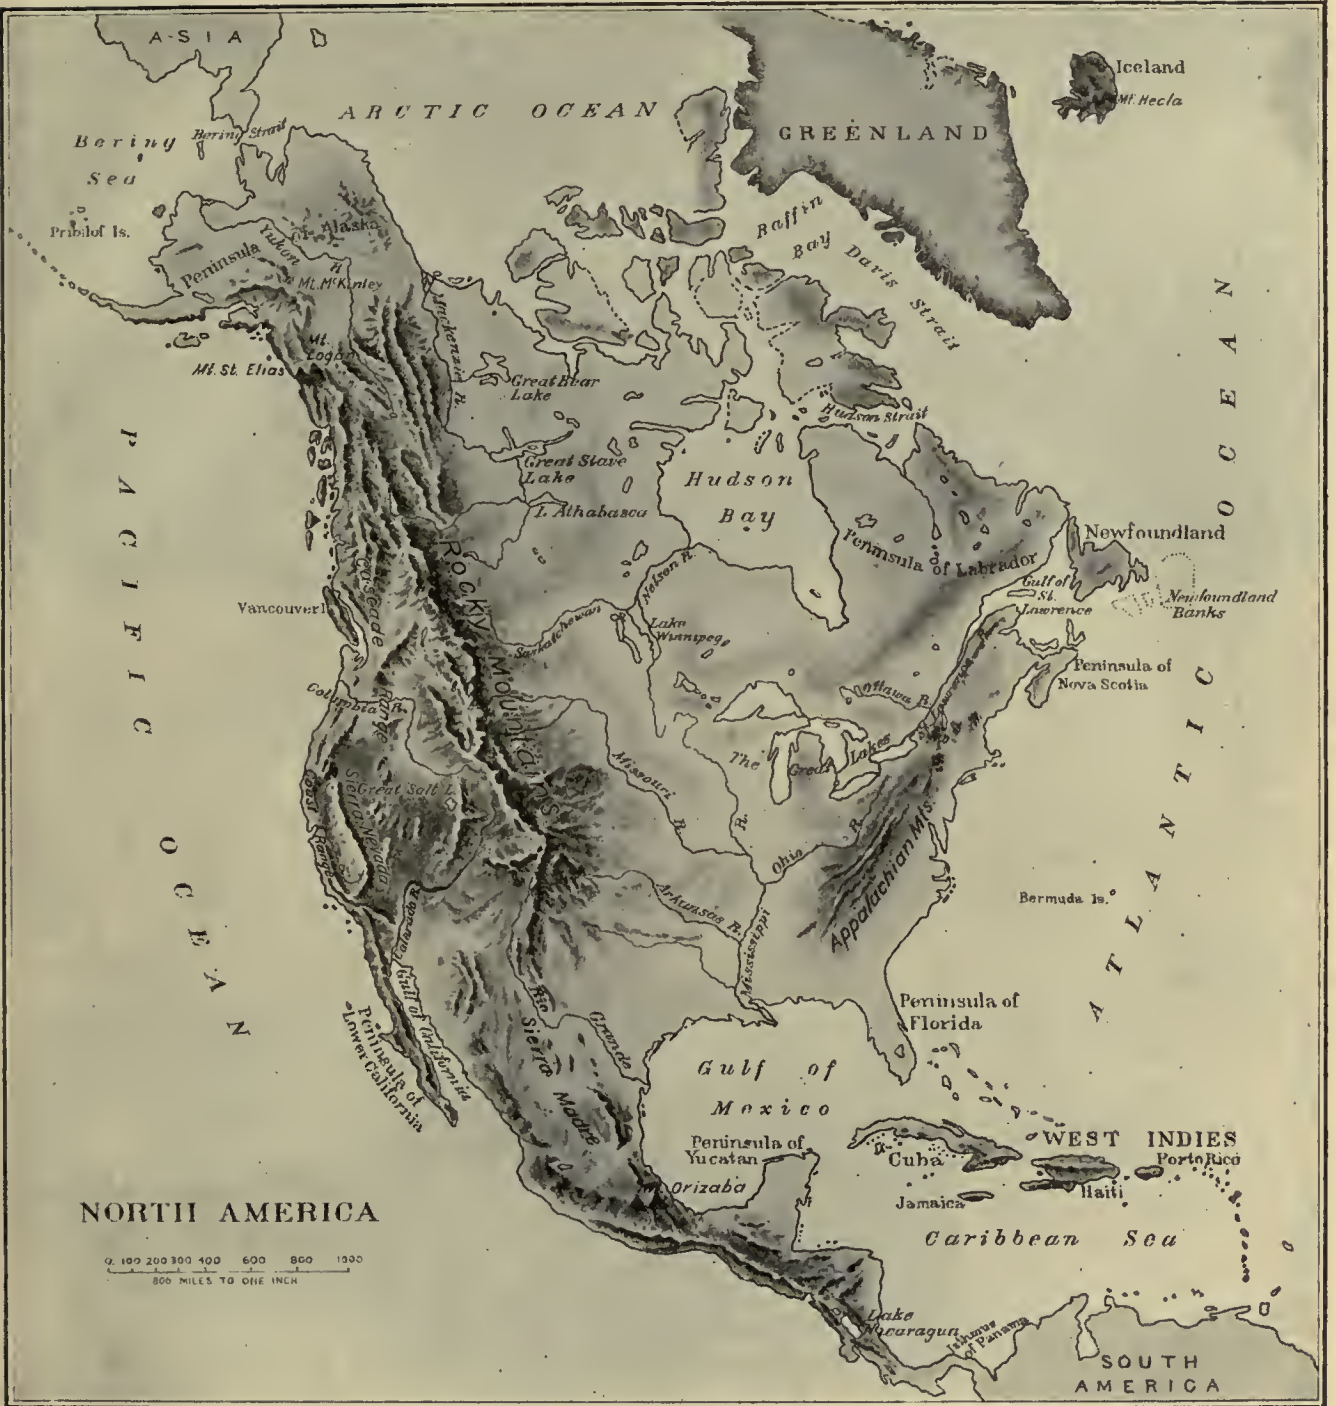 ASIA
ARCTIC OCEAN
Iceland
Mt. Hecla
GREENLAND
Bering Strait
Bering
Sea
Pribilof Is.
Peninsula of Alaska
Yukon R.
Mt. McKinley
Baffin
Bay
Davis Strait
Mackenzie R.
Mt.
Logan
Mt. St. Elias
Great Bear
Lake
Hudson Strait
Great Slave
Lake
Hudson
Bay
L. Athabasca
Peninsula of Labrador
Newfoundland
Newfoundland
Banks
Gulf of
St.
Lawrence
Nelson R.
Rocky Mountains
Cascade Range
Vancouver I.
Saskatchewan
Lake
Winnipeg
Peninsula of
Nova Scotia
Ottawa R.
Columbia R.
Missouri R.
The Great Lakes
R.
Great Salt L.
Sierra Nevada
Coast Range
Ohio R.
Appalachian Mts.
Arkansas R.
Colorado R.
Mississippi
Bermuda Is.
PACIFIC OCEAN
ATLANTIC OCEAN
Gulf of California
Peninsula of
Lower California
Rio Grande
Sierra Madre
Peninsula of
Florida
Gulf of
Mexico
WEST INDIES
Cuba
Porto Rico
Haiti
Jamaica
Peninsula of
Yucatan
Orizaba
Caribbean Sea
NORTH AMERICA
0 100 200 300 400 600 800 1000
800 MILES TO ONE INCH
Lake
Nicaragua
Isthmus
of Panama
SOUTH
AMERICA